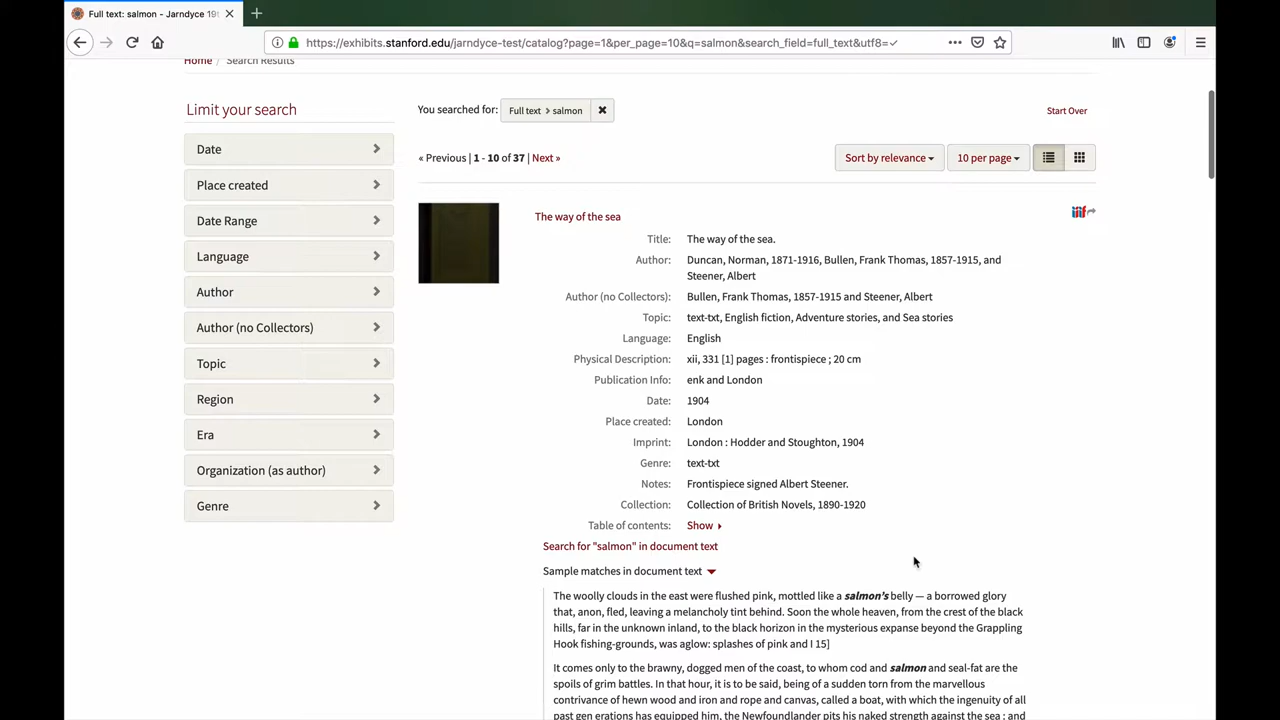 Full text: salmon - Jarndyce 19t
https://exhibits.stanford.edu/jarndyce-test/catalog?page=1&per_page=10&q=salmon&search_field=full_text&utf8=✓
Home / Search Results
Limit your search
Date
Place created
Date Range
Language
Author
Author (no Collectors)
Topic
Region
Era
Organization (as author)
Genre
You searched for: Full text > salmon ✖
Start Over
« Previous | 1 - 10 of 37 | Next »
Sort by relevance
10 per page
The way of the sea
iiif
Title: The way of the sea.
Author: Duncan, Norman, 1871-1916, Bullen, Frank Thomas, 1857-1915, and
Steener, Albert
Author (no Collectors): Bullen, Frank Thomas, 1857-1915 and Steener, Albert
Topic: text-txt, English fiction, Adventure stories, and Sea stories
Language: English
Physical Description: xii, 331 [1] pages : frontispiece ; 20 cm
Publication Info: enk and London
Date: 1904
Place created: London
Imprint: London : Hodder and Stoughton, 1904
Genre: text-txt
Notes: Frontispiece signed Albert Steener.
Collection: Collection of British Novels, 1890-1920
Table of contents: Show
Search for "salmon" in document text
Sample matches in document text
The woolly clouds in the east were flushed pink, mottled like a salmon's belly — a borrowed glory
that, anon, fled, leaving a melancholy tint behind. Soon the whole heaven, from the crest of the black
hills, far in the unknown inland, to the black horizon in the mysterious expanse beyond the Grappling
Hook fishing-grounds, was aglow: splashes of pink and I 15]
It comes only to the brawny, dogged men of the coast, to whom cod and salmon and seal-fat are the
spoils of grim battles. In that hour, it is to be said, being of a sudden torn from the marvellous
contrivance of hewn wood and iron and rope and canvas, called a boat, with which the ingenuity of all
past gen erations has equipped him, the Newfoundlander pits his naked strength against the sea : and